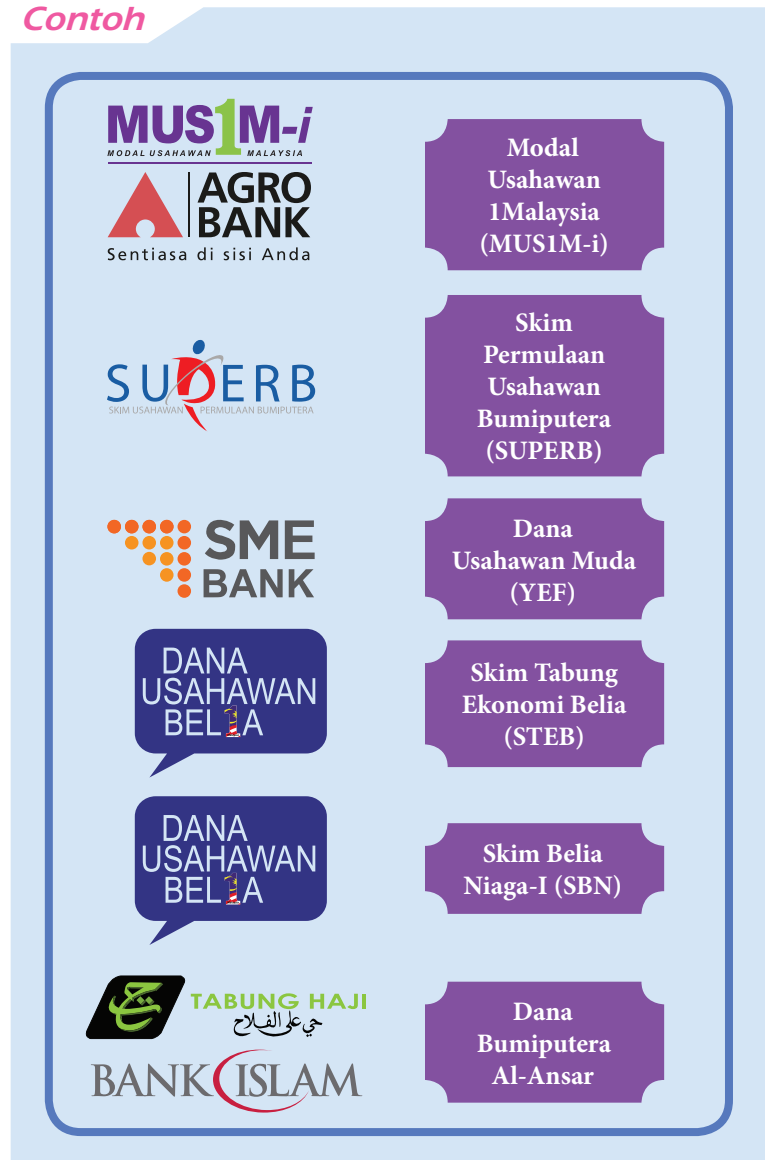 Contoh
MUS1M-i
MODAL USAHAWAN 1 MALAYSIA
AGRO
BANK
Sentiasa di sisi Anda
Modal
Usahawan
1Malaysia
(MUS1M-i)
SUPERB
SKIM USAHAWAN PERMULAAN BUMIPUTERA
Skim
Permulaan
Usahawan
Bumiputera
(SUPERB)
SME
BANK
Dana
Usahawan Muda
(YEF)
DANA
USAHAWAN
BEL1A
Skim Tabung
Ekonomi Belia
(STEB)
DANA
USAHAWAN
BEL1A
Skim Belia
Niaga-I (SBN)
TABUNG HAJI
حي على الفلاح
BANK ISLAM
Dana
Bumiputera
Al-Ansar